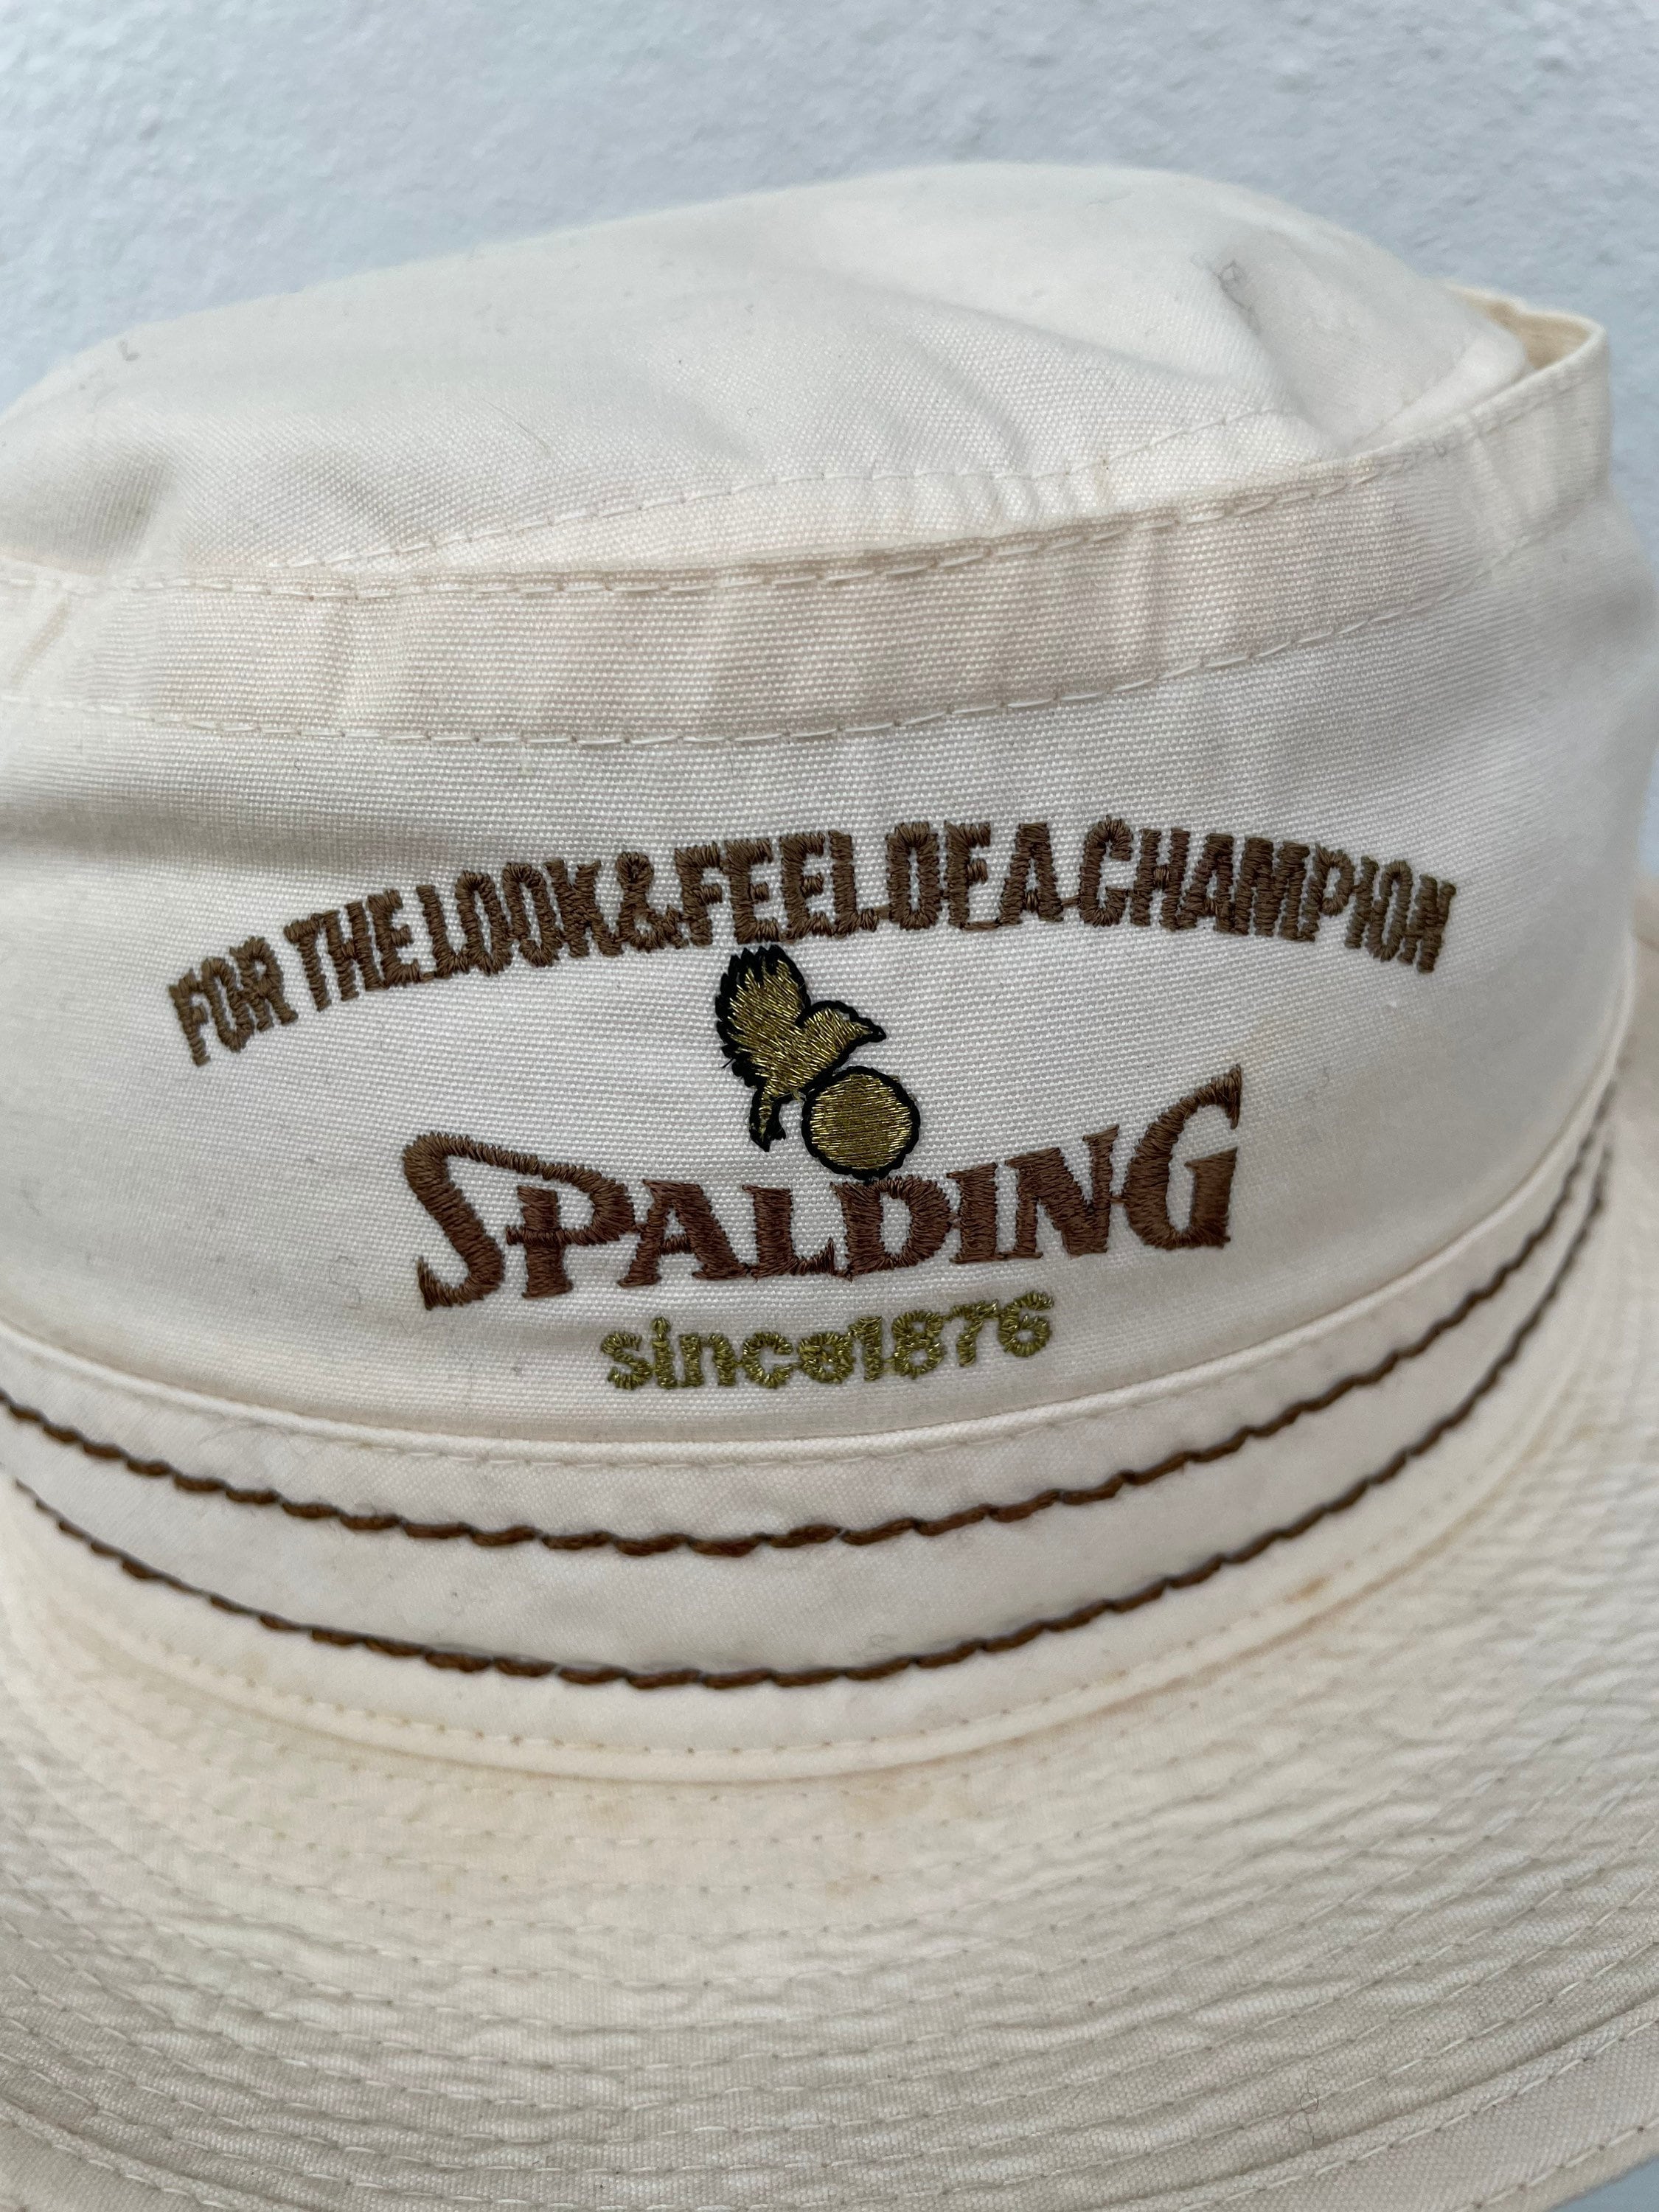 FOR THE LOOK & FEEL OF A CHAMPION
SPALDING
since1876